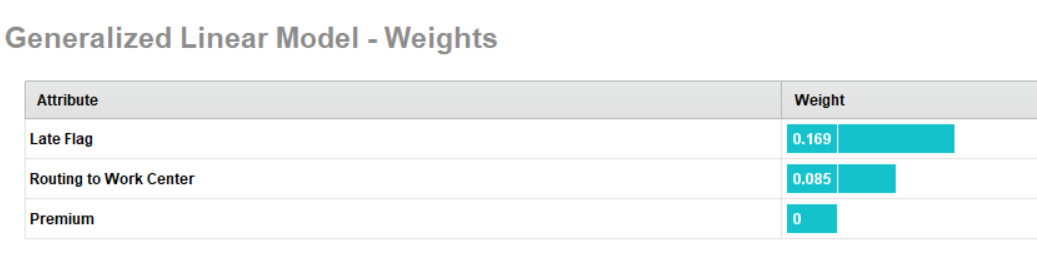 Generalized Linear Model - Weights
Attribute Weight
Late Flag 0.169
Routing to Work Center 0.085
Premium 0